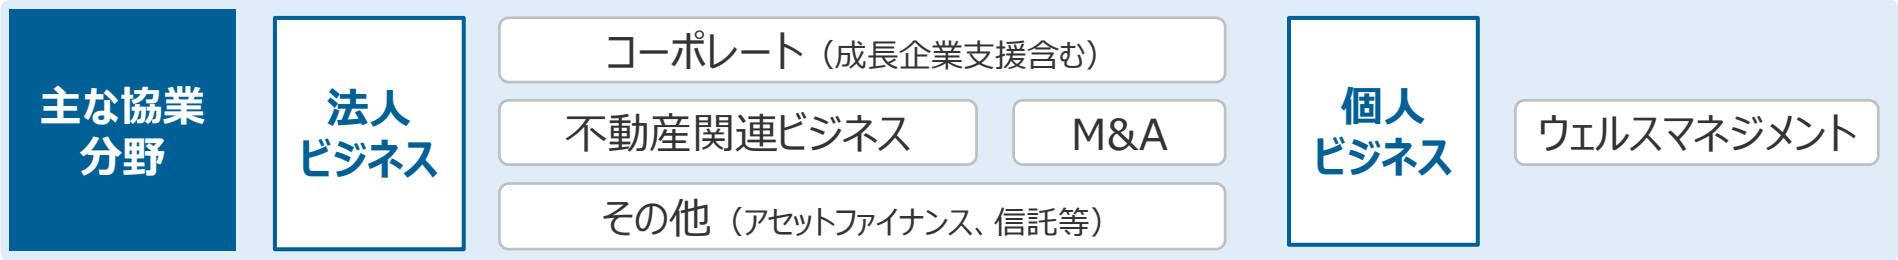 主な協業
分野
法人
ビジネス
コーポレート（成長企業支援含む）
不動産関連ビジネス
M&A
その他（アセットファイナンス、信託等）
個人
ビジネス
ウェルスマネジメント